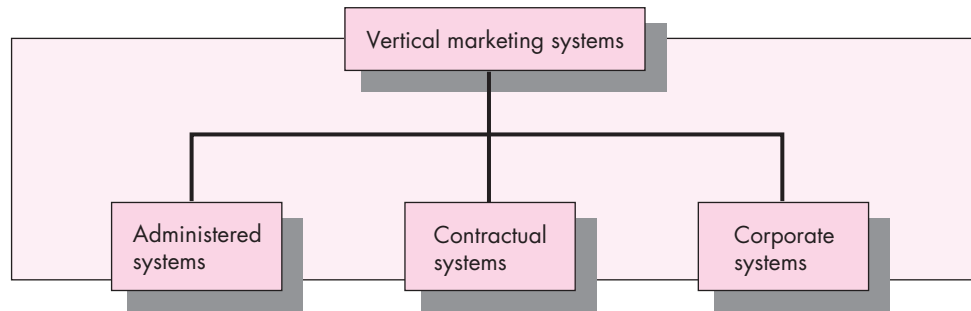 Vertical marketing systems
Administered
systems
Contractual
systems
Corporate
systems